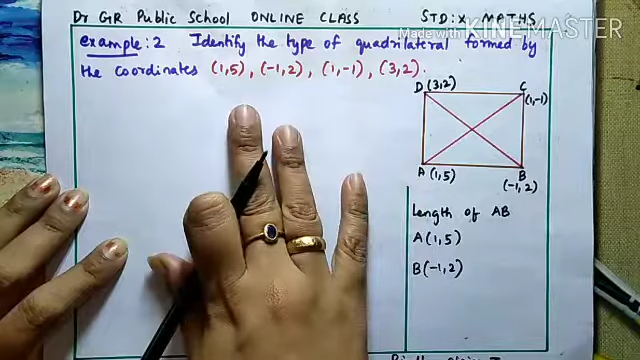 Dr GR Public School ONLINE CLASS STD: X MATHS
Made with KINEMASTER
example: 2 Identify the type of quadrilateral formed by
the coordinates (1,5), (-1,2), (1,-1), (3,2).
D (3,2) C
(1,-1)
A (1,5) B
(-1,2)
Length of AB
A (1,5)
B (-1,2)